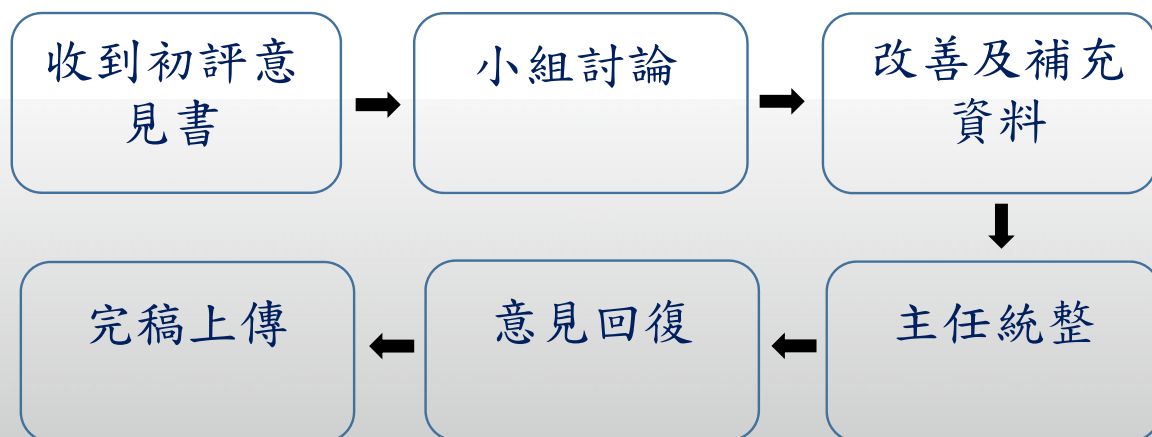 收到初評意
見書
小組討論
改善及補充
資料
主任統整
意見回復
完稿上傳